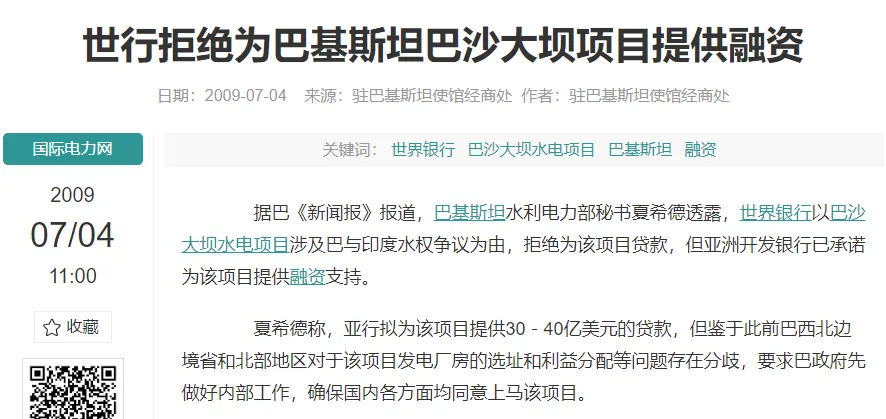 世行拒绝为巴基斯坦巴沙大坝项目提供融资
日期：2009-07-04 来源：驻巴基斯坦使馆经商处 作者：驻巴基斯坦使馆经商处
国际电力网
2009
07/04
11:00
收藏
关键词： 世界银行 巴沙大坝水电项目 巴基斯坦 融资
据巴《新闻报》报道，巴基斯坦水利电力部秘书夏希德透露，世界银行以巴沙
大坝水电项目涉及巴与印度水权争议为由，拒绝为该项目贷款，但亚洲开发银行已承诺
为该项目提供融资支持。
夏希德称，亚行拟为该项目提供30－40亿美元的贷款，但鉴于此前巴西北边
境省和北部地区对于该项目发电厂房的选址和利益分配等问题存在分歧，要求巴政府先
做好内部工作，确保国内各方面均同意上马该项目。